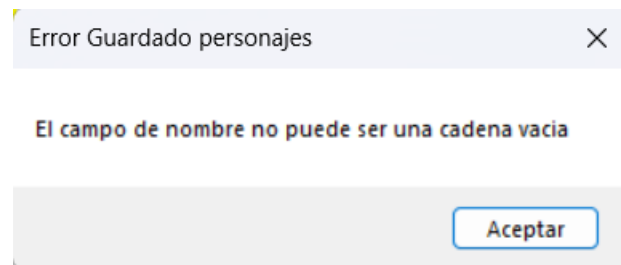 Error Guardado personajes
El campo de nombre no puede ser una cadena vacia
Aceptar